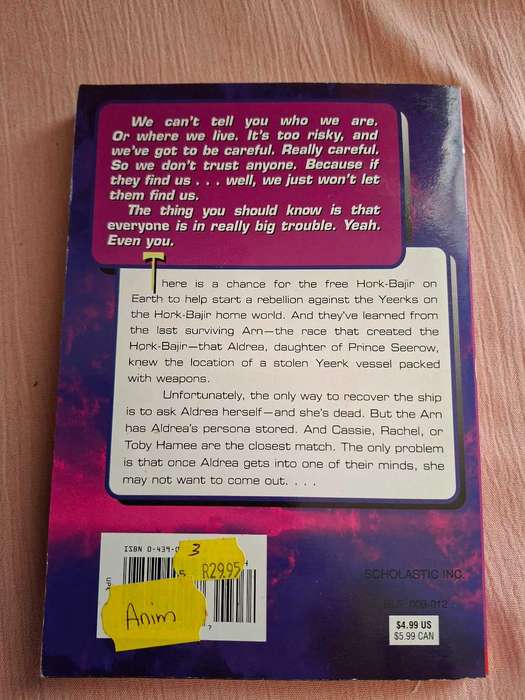 We can't tell you who we are.
Or where we live. It's too risky, and
we've got to be careful. Really careful.
So we don't trust anyone. Because if
they find us . . . well, we just won't let
them find us.
The thing you should know is that
everyone is in really big trouble. Yeah.
Even you.
There is a chance for the free Hork-Bajir on
Earth to help start a rebellion against the Yeerks on
the Hork-Bajir home world. And they've learned from
the last surviving Arn—the race that created the
Hork-Bajir—that Aldrea, daughter of Prince Seerow,
knew the location of a stolen Yeerk vessel packed
with weapons.
Unfortunately, the only way to recover the ship
is to ask Aldrea herself—and she's dead. But the Arn
has Aldrea's persona stored. And Cassie, Rachel, or
Toby Hamee are the closest match. The only problem
is that once Aldrea gets into one of their minds, she
may not want to come out. . . .
ISBN 0-439-0
3
R29.95
Anim
SCHOLASTIC INC.
009-012
$4.99 US
$5.99 CAN